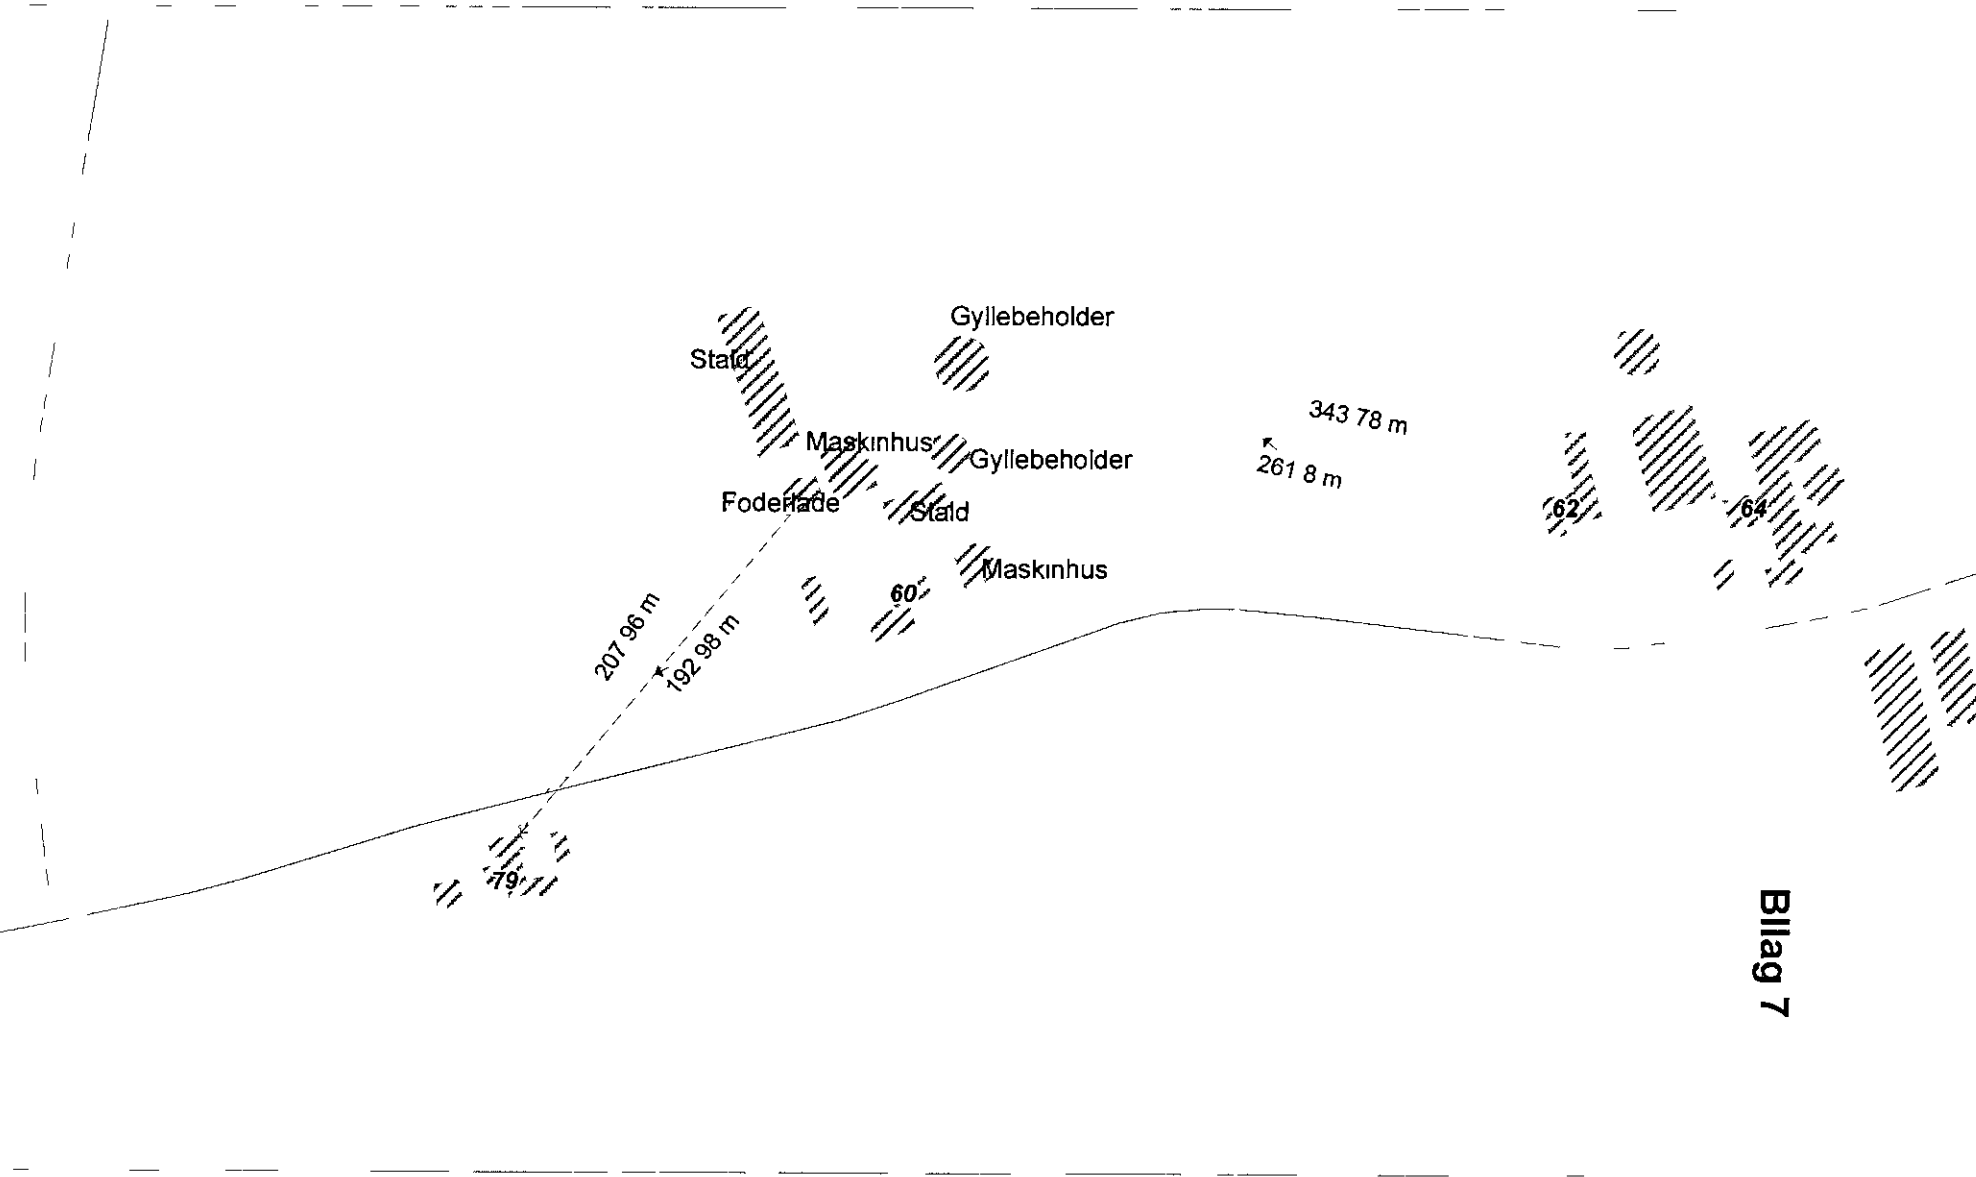 Gyllebeholder
Stald
343 78 m
Maskinhus
Gyllebeholder
261 8 m
Foderlade
Stald
62
64
Maskinhus
60
207 96 m
192 98 m
79
Bilag 7